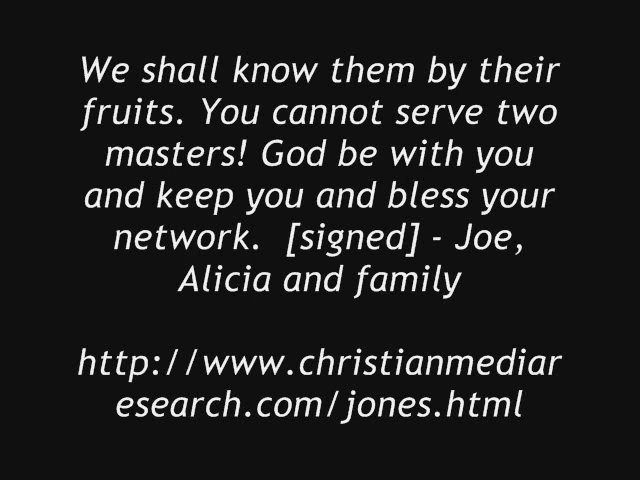 We shall know them by their
fruits. You cannot serve two
masters! God be with you
and keep you and bless your
network.  [signed] - Joe,
Alicia and family
http://www.christianmediar
esearch.com/jones.html